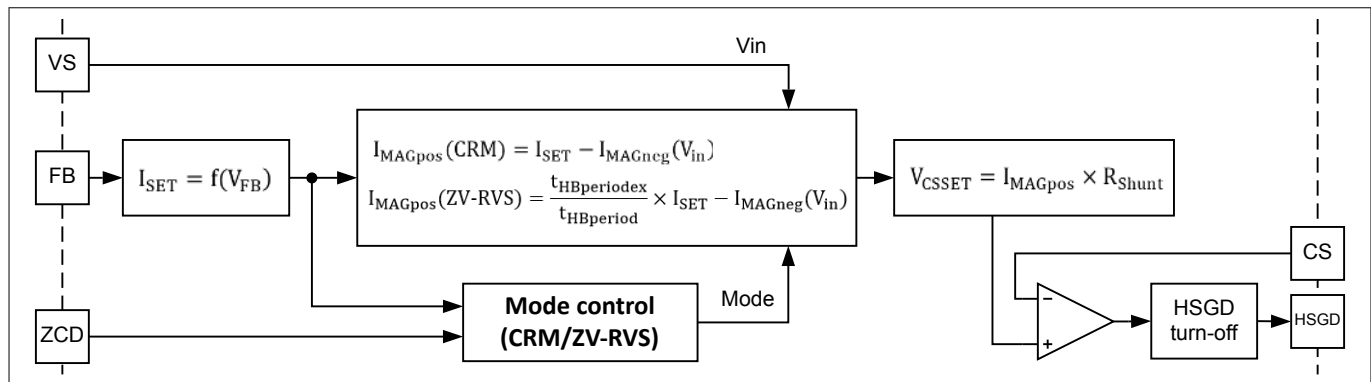 VS
Vin
FB
I_SET = f(V_FB)
I_MAGpos(CRM) = I_SET − I_MAGneg(V_in)
I_MAGpos(ZV-RVS) = t_HBperiodex / t_HBperiod × I_SET − I_MAGneg(V_in)
V_CSSET = I_MAGpos × R_Shunt
CS
ZCD
Mode control
(CRM/ZV-RVS)
Mode
−
+
HSGD
turn-off
HSGD